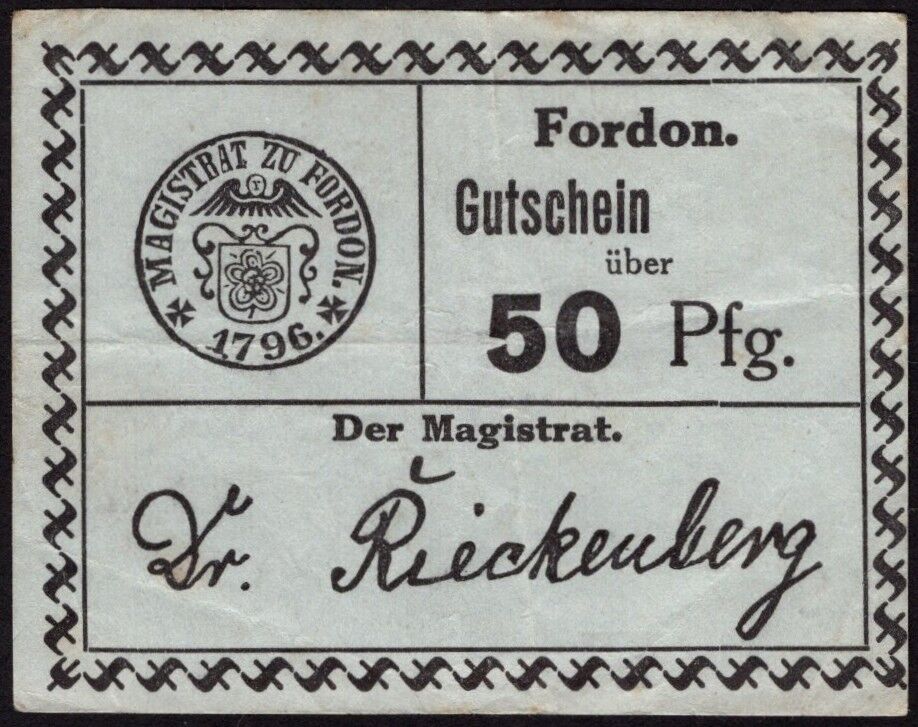 MAGISTRAT ZU FORDON.
1796.
Fordon.
Gutschein
über
50 Pfg.
Der Magistrat.
Dr. Rieckenberg